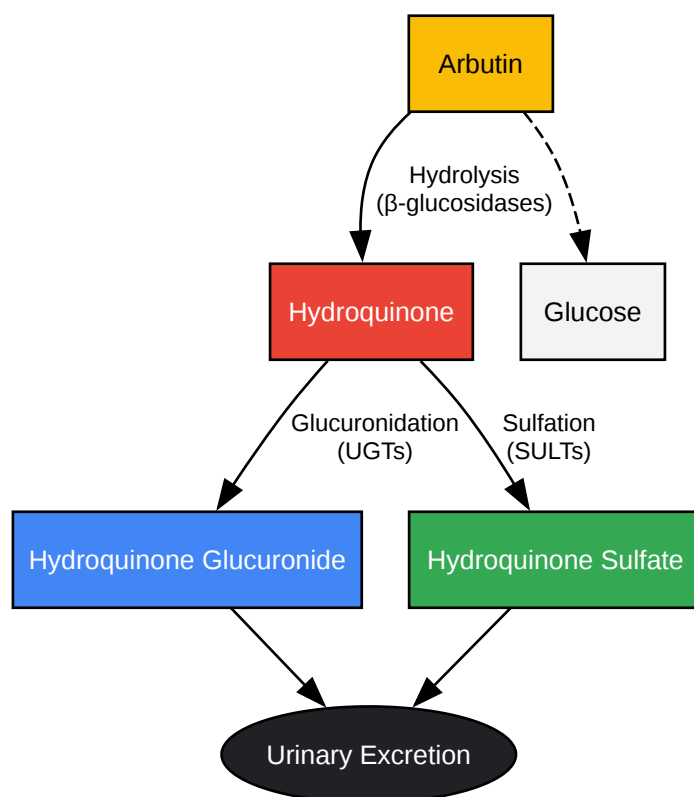 Arbutin
Hydrolysis
(β-glucosidases)
Hydroquinone
Glucose
Glucuronidation
(UGTs)
Sulfation
(SULTs)
Hydroquinone Glucuronide
Hydroquinone Sulfate
Urinary Excretion